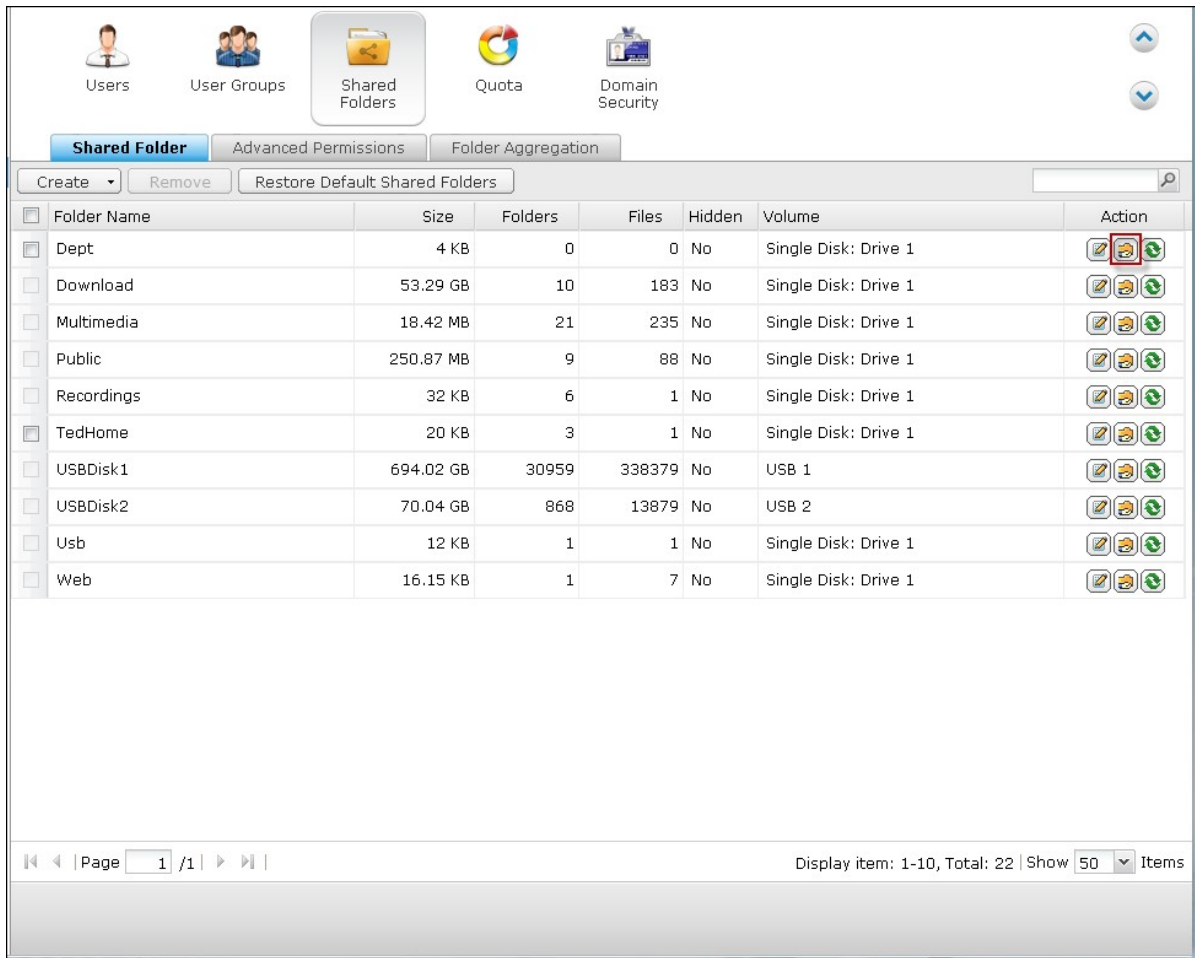 Users User Groups Shared Folders Quota Domain Security
Shared Folder Advanced Permissions Folder Aggregation
Create Remove Restore Default Shared Folders
Folder Name Size Folders Files Hidden Volume Action
Dept 4 KB 0 0 No Single Disk: Drive 1
Download 53.29 GB 10 183 No Single Disk: Drive 1
Multimedia 18.42 MB 21 235 No Single Disk: Drive 1
Public 250.87 MB 9 88 No Single Disk: Drive 1
Recordings 32 KB 6 1 No Single Disk: Drive 1
TedHome 20 KB 3 1 No Single Disk: Drive 1
USBDisk1 694.02 GB 30959 338379 No USB 1
USBDisk2 70.04 GB 868 13879 No USB 2
Usb 12 KB 1 1 No Single Disk: Drive 1
Web 16.15 KB 1 7 No Single Disk: Drive 1
Page 1 /1 Display item: 1-10, Total: 22 Show 50 Items